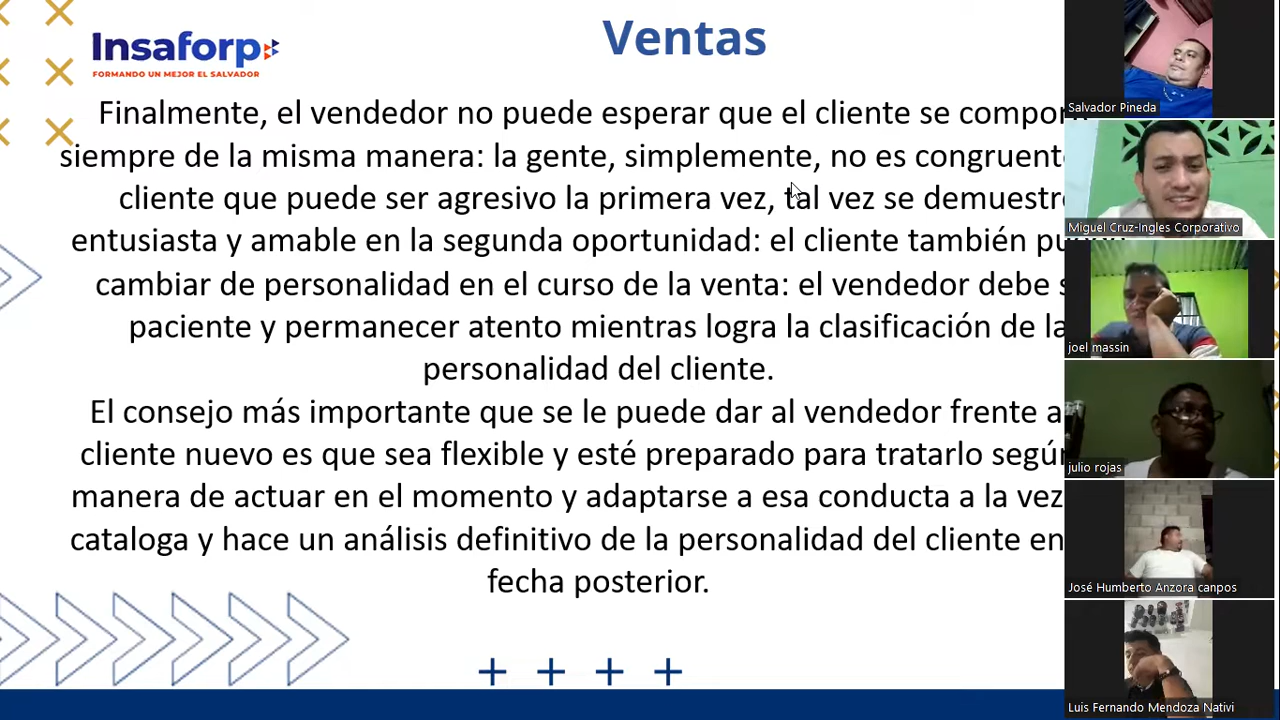 Insaforp
FORMANDO UN MEJOR EL SALVADOR
Ventas
Finalmente, el vendedor no puede esperar que el cliente se
siempre de la misma manera: la gente, simplemente, no es
cliente que puede ser agresivo la primera vez, tal vez se
entusiasta y amable en la segunda oportunidad: el cliente también
cambiar de personalidad en el curso de la venta: el vendedor debe
paciente y permanecer atento mientras logra la clasificación de la
personalidad del cliente.
El consejo más importante que se le puede dar al vendedor frente a
cliente nuevo es que sea flexible y esté preparado para tratarlo
manera de actuar en el momento y adaptarse a esa conducta a la vez
cataloga y hace un análisis definitivo de la personalidad del cliente en
fecha posterior.
Salvador Pineda
Miguel Cruz-Ingles Corporativo
joel massin
julio rojas
José Humberto Anzora canpos
Luis Fernando Mendoza Nativi